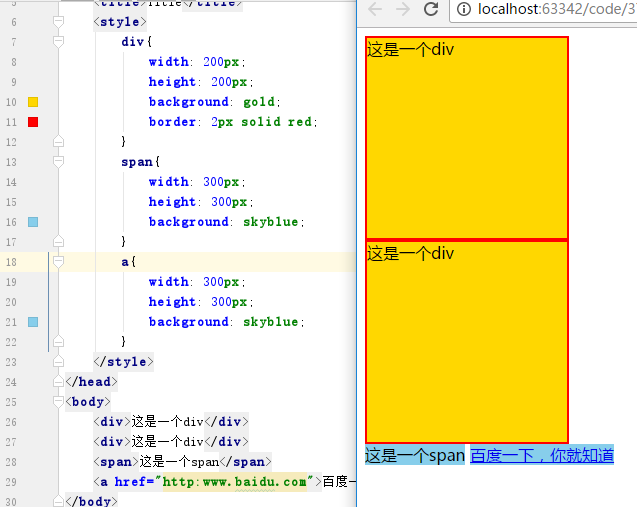 5 <title>Title</title>
6 <style>
7 div{
8 width: 200px;
9 height: 200px;
10 background: gold;
11 border: 2px solid red;
12 }
13 span{
14 width: 300px;
15 height: 300px;
16 background: skyblue;
17 }
18 a{
19 width: 300px;
20 height: 300px;
21 background: skyblue;
22 }
23 </style>
24 </head>
25 <body>
26 <div>这是一个div</div>
27 <div>这是一个div</div>
28 <span>这是一个span</span>
29 <a href="http:www.baidu.com">百度一
30 </body>
localhost:63342/code/3
这是一个div
这是一个div
这是一个span 百度一下，你就知道